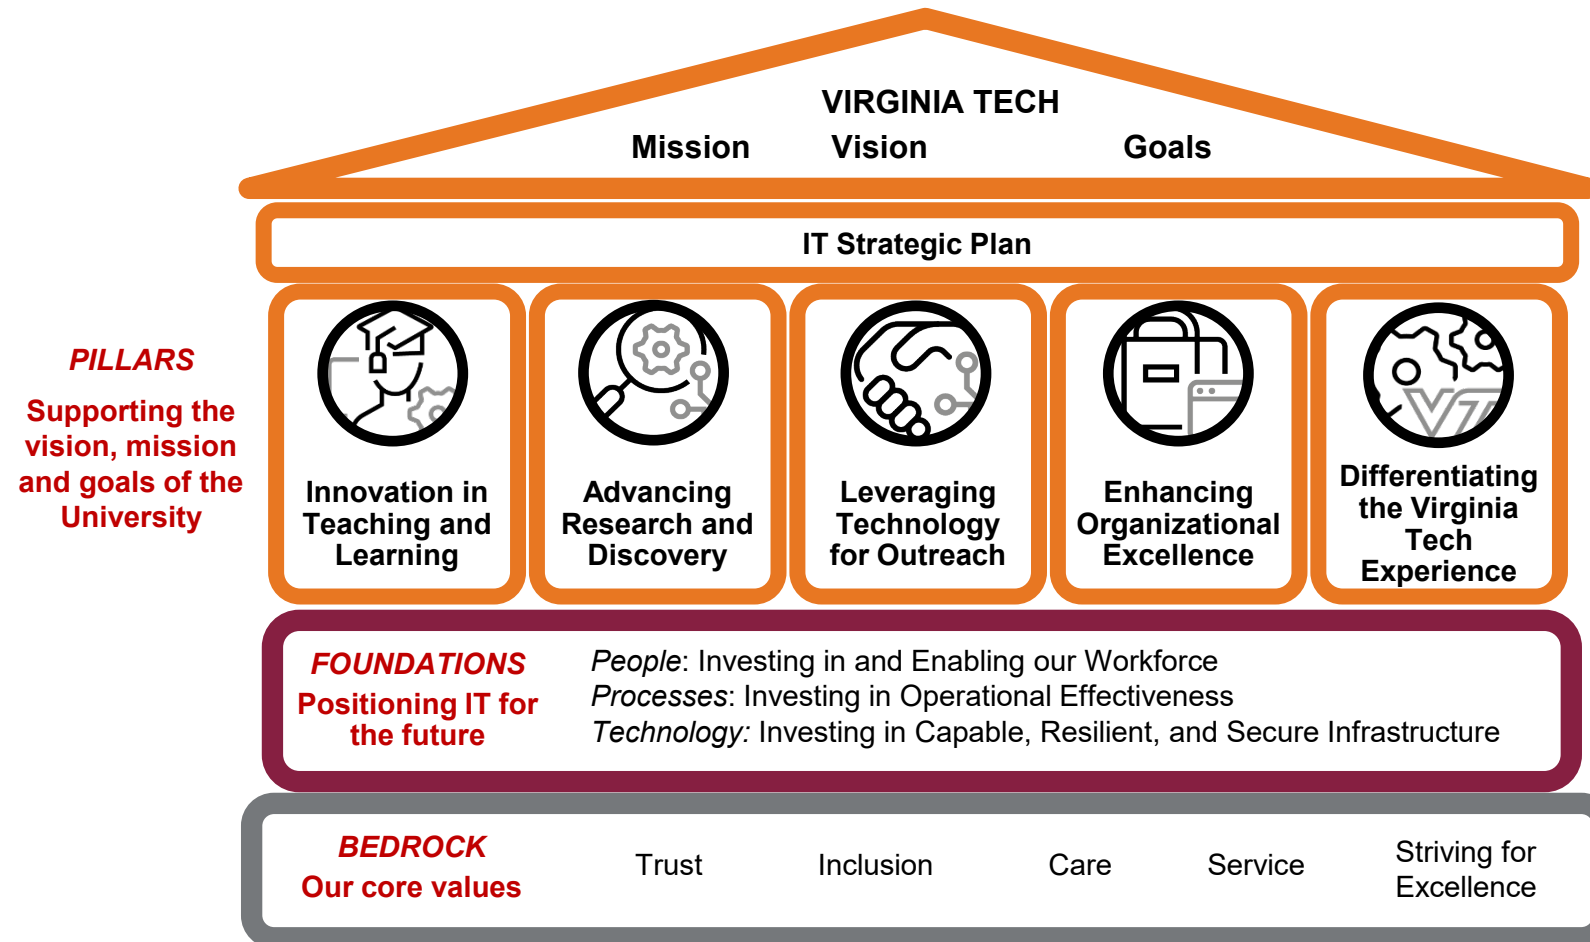 VIRGINIA TECH
Mission Vision Goals
IT Strategic Plan
PILLARS
Supporting the
vision, mission
and goals of the
University
VT
Innovation in
Teaching and
Learning
Advancing
Research and
Discovery
Leveraging
Technology
for Outreach
Enhancing
Organizational
Excellence
Differentiating
the Virginia
Tech
Experience
FOUNDATIONS
Positioning IT for
the future
People: Investing in and Enabling our Workforce
Processes: Investing in Operational Effectiveness
Technology: Investing in Capable, Resilient, and Secure Infrastructure
BEDROCK
Our core values
Trust
Inclusion
Care
Service
Striving for
Excellence